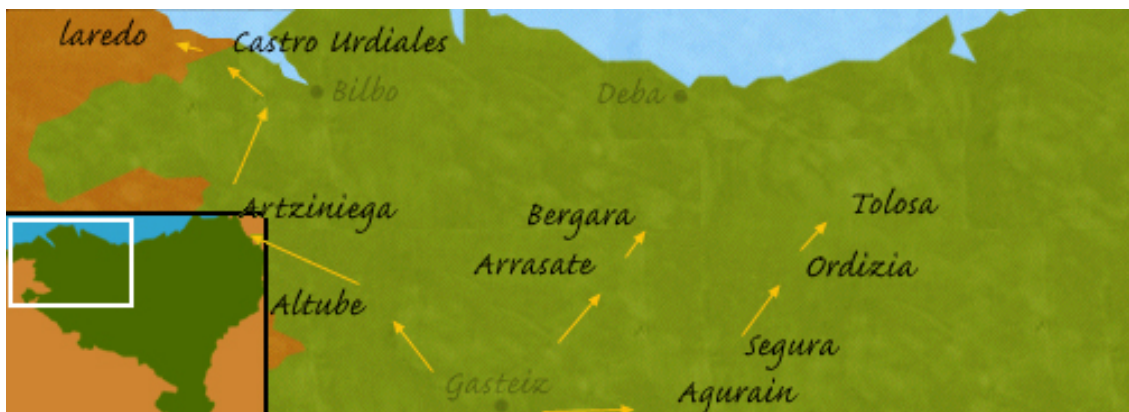 laredo
Castro Urdiales
Bilbo
Deba
Artziniega
Bergara
Tolosa
Arrasate
Ordizia
Altube
Segura
Gasteiz
Agurain